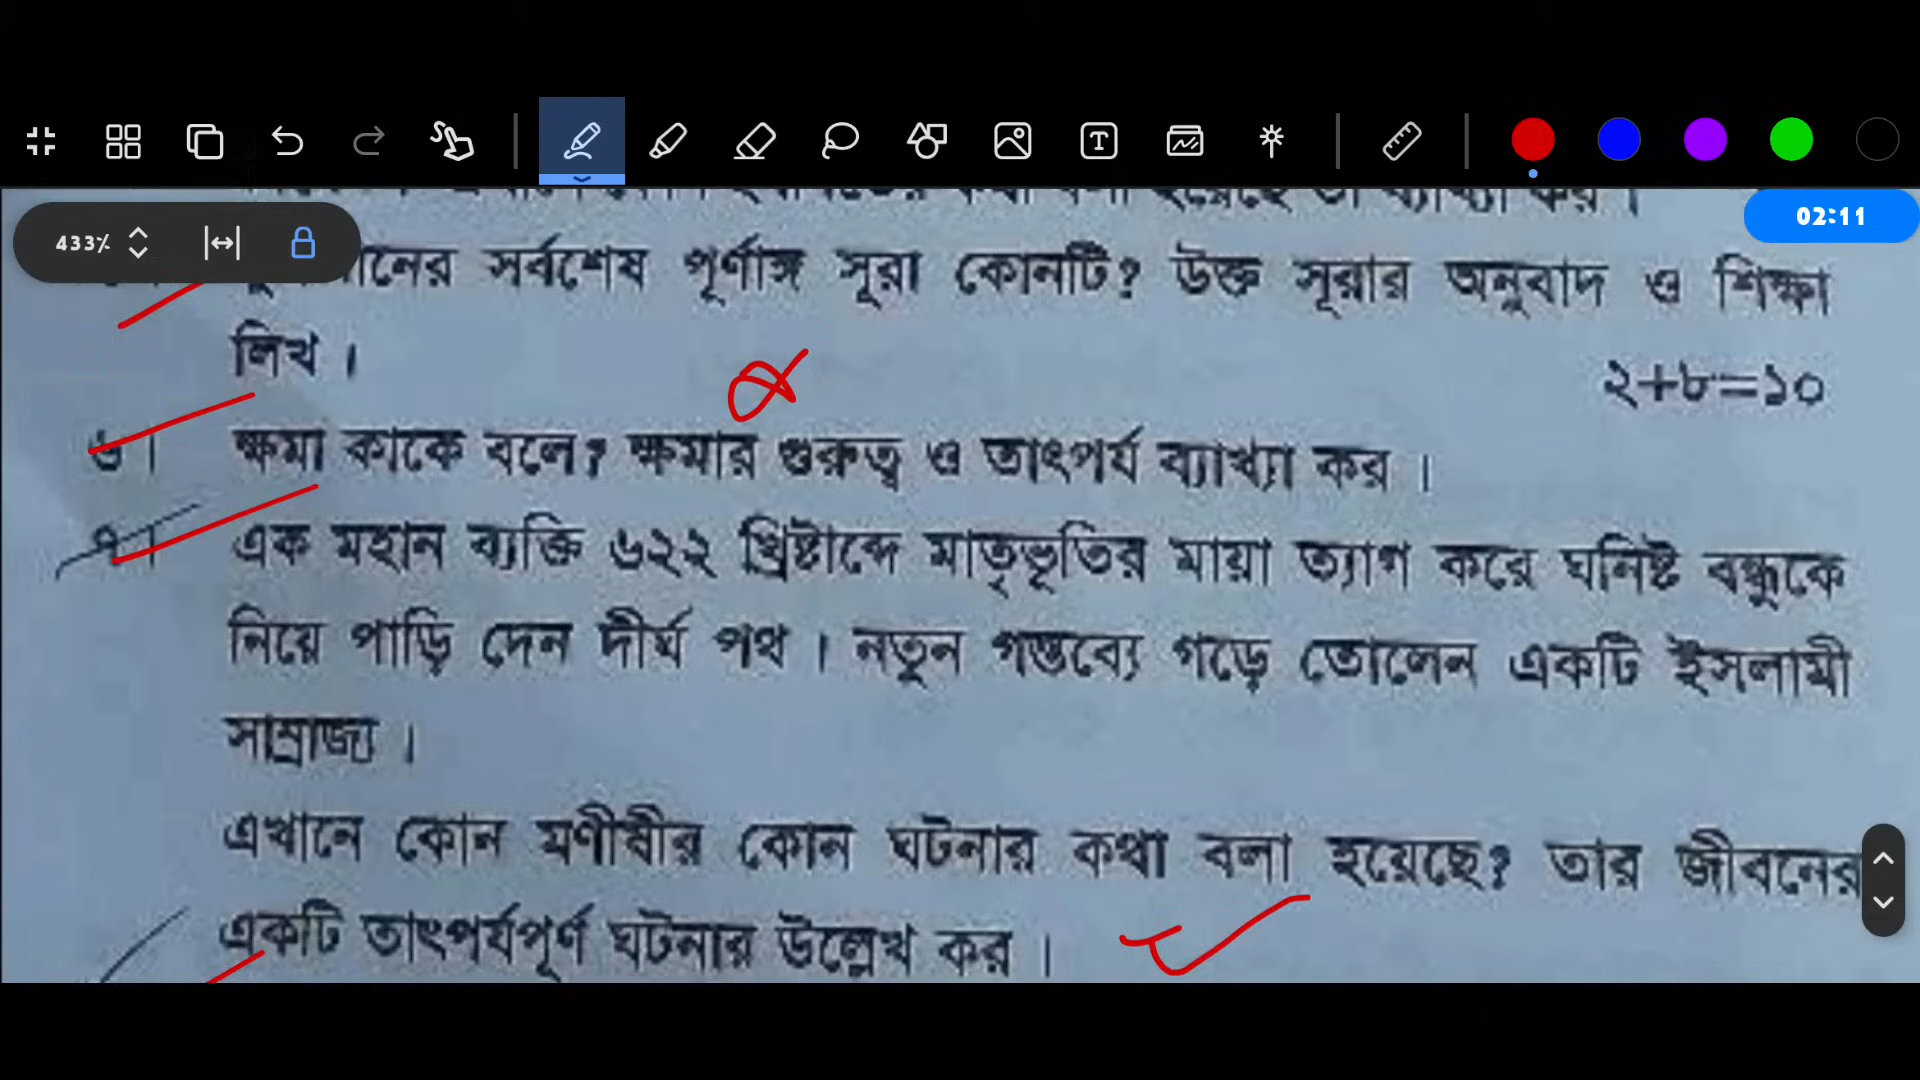 433%
02:11
সর্বশেষ পূর্ণাঙ্গ সূরা কোনটি? উক্ত সূরার অনুবাদ ও শিক্ষা
লিখ।
২+৮=১০
৬। ক্ষমা কাকে বলে? ক্ষমার গুরুত্ব ও তাৎপর্য ব্যাখ্যা কর।
৭। এক মহান ব্যক্তি ৬২২ খ্রিষ্টাব্দে মাতৃভূতির মায়া ত্যাগ করে ঘনিষ্ট বন্ধুকে
নিয়ে পাড়ি দেন দীর্ঘ পথ। নতুন গন্তব্যে গড়ে তোলেন একটি ইসলামী
সাম্রাজ্য।
এখানে কোন মণীষীর কোন ঘটনার কথা বলা হয়েছে? তার জীবনের
একটি তাৎপর্যপূর্ণ ঘটনার উল্লেখ কর।